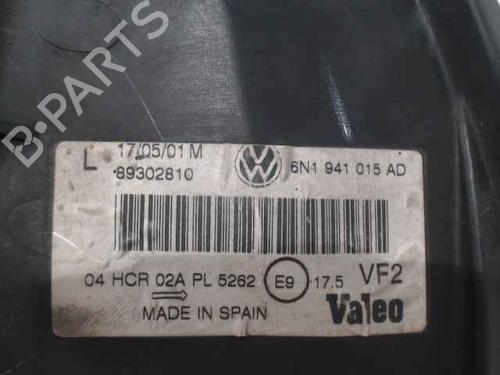 B-PARTS
L 17/05/01 M
89302810
6N1 941 015 AD
04 HCR 02A PL 5262 E9 17.5 VF2
MADE IN SPAIN
Valeo